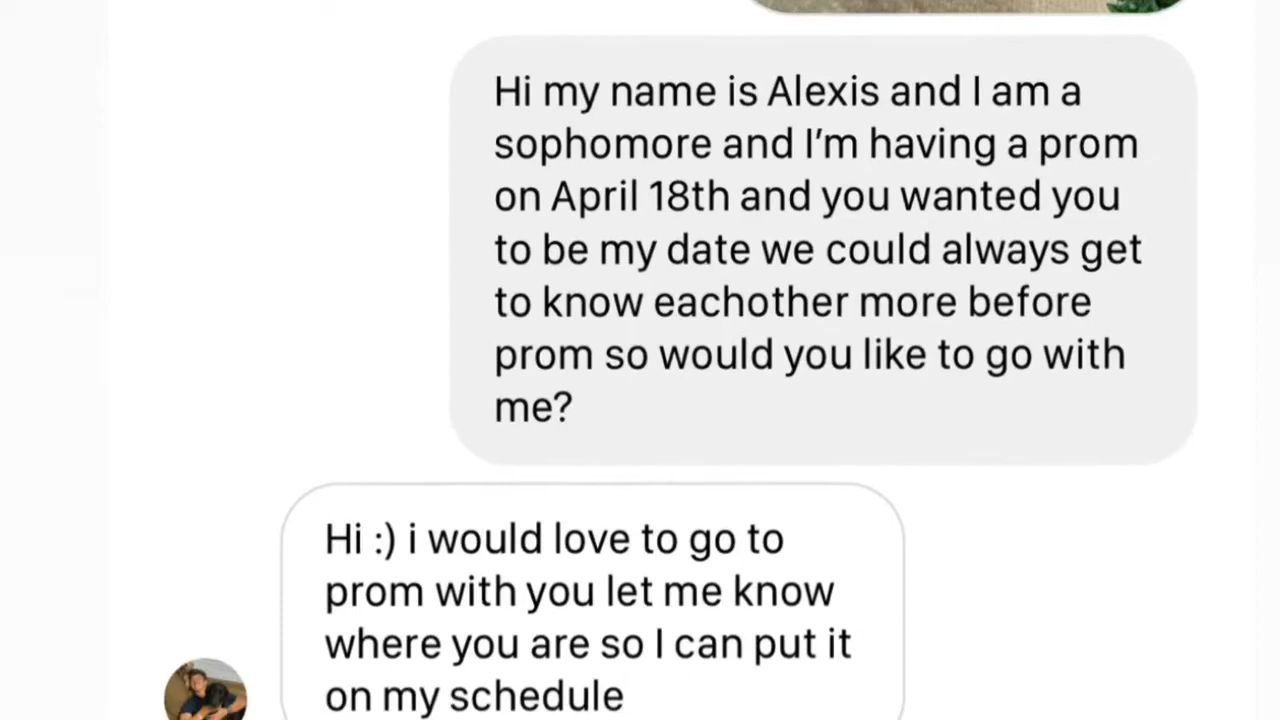 Hi my name is Alexis and I am a
sophomore and I’m having a prom
on April 18th and you wanted you
to be my date we could always get
to know eachother more before
prom so would you like to go with
me?
Hi :) i would love to go to
prom with you let me know
where you are so I can put it
on my schedule